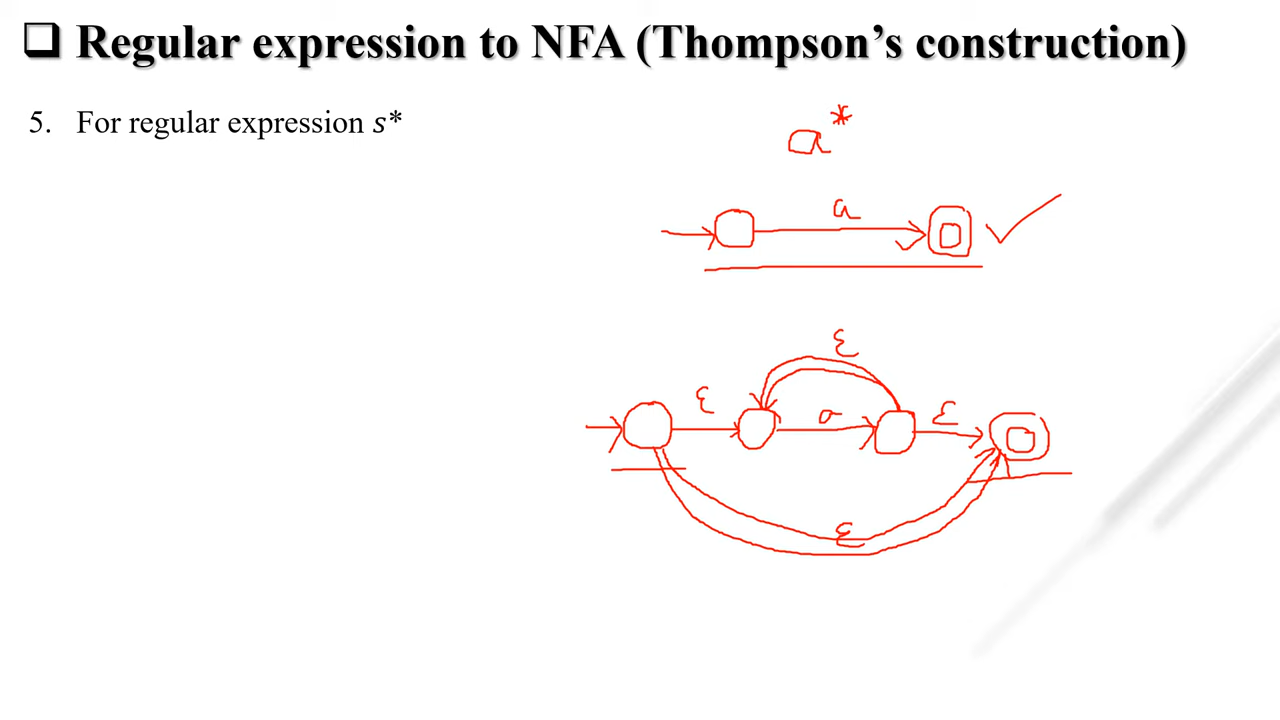 ❑ Regular expression to NFA (Thompson's construction)
5. For regular expression s*
a*
a
ε
ε a ε
ε